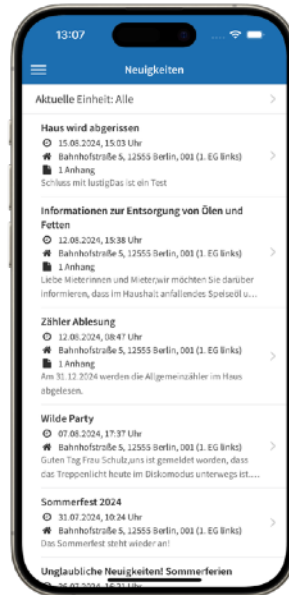 13:07
Neuigkeiten
Aktuelle Einheit: Alle
Haus wird abgerissen
15.08.2024, 15:03 Uhr
Bahnhofstraße 5, 12555 Berlin, 001 (1. EG links)
1 Anhang
Schluss mit lustigDas ist ein Test
Informationen zur Entsorgung von Ölen und
Fetten
12.08.2024, 15:38 Uhr
Bahnhofstraße 5, 12555 Berlin, 001 (1. EG links)
1 Anhang
Liebe Mieterinnen und Mieter,wir möchten Sie darüber
informieren, dass im Haushalt anfallendes Speiseöl u...
Zähler Ablesung
12.08.2024, 08:47 Uhr
Bahnhofstraße 5, 12555 Berlin, 001 (1. EG links)
1 Anhang
Am 31.12.2024 werden die Allgemeinzähler im Haus
abgelesen.
Wilde Party
07.08.2024, 17:37 Uhr
Bahnhofstraße 5, 12555 Berlin, 001 (1. EG links)
Guten Tag Frau Schulz,uns ist gemeldet worden, dass
das Treppenlicht heute im Diskomodus unterwegs ist....
Sommerfest 2024
31.07.2024, 10:24 Uhr
Bahnhofstraße 5, 12555 Berlin, 001 (1. EG links)
Das Sommerfest steht wieder an!
Unglaubliche Neuigkeiten! Sommerferien